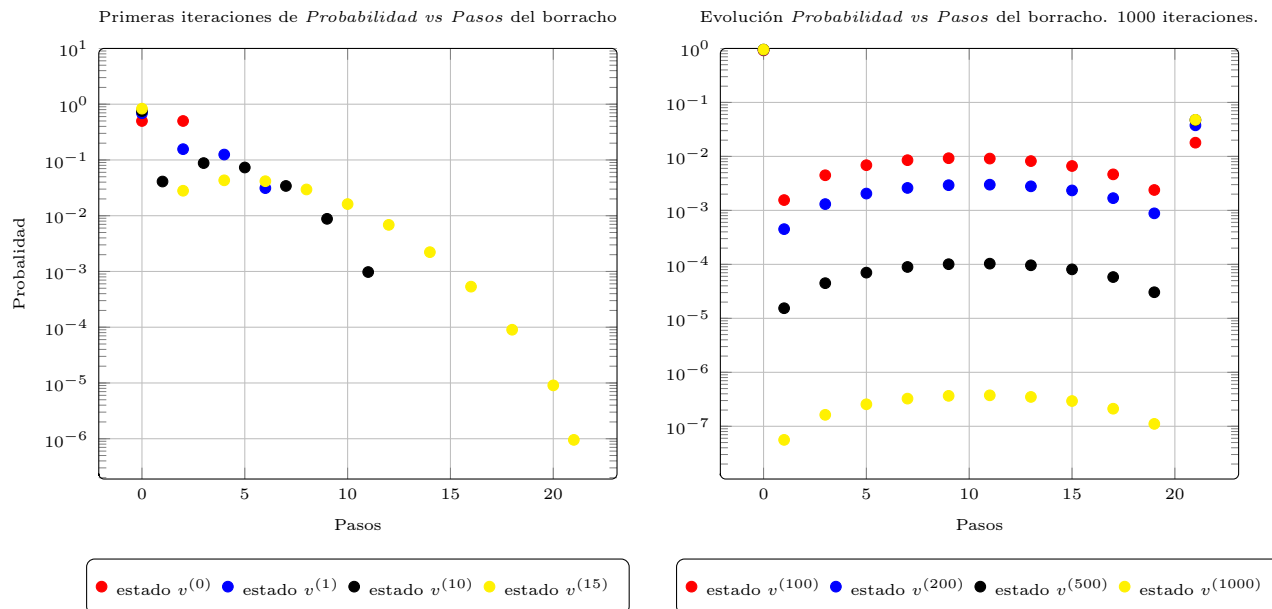 Primeras iteraciones de Probabilidad vs Pasos del borracho
10^1
10^0
10^-1
10^-2
10^-3
10^-4
10^-5
10^-6
Probalidad
0 5 10 15 20
Pasos
estado v^(0) estado v^(1) estado v^(10) estado v^(15)
Evolución Probabilidad vs Pasos del borracho. 1000 iteraciones.
10^0
10^-1
10^-2
10^-3
10^-4
10^-5
10^-6
10^-7
0 5 10 15 20
Pasos
estado v^(100) estado v^(200) estado v^(500) estado v^(1000)